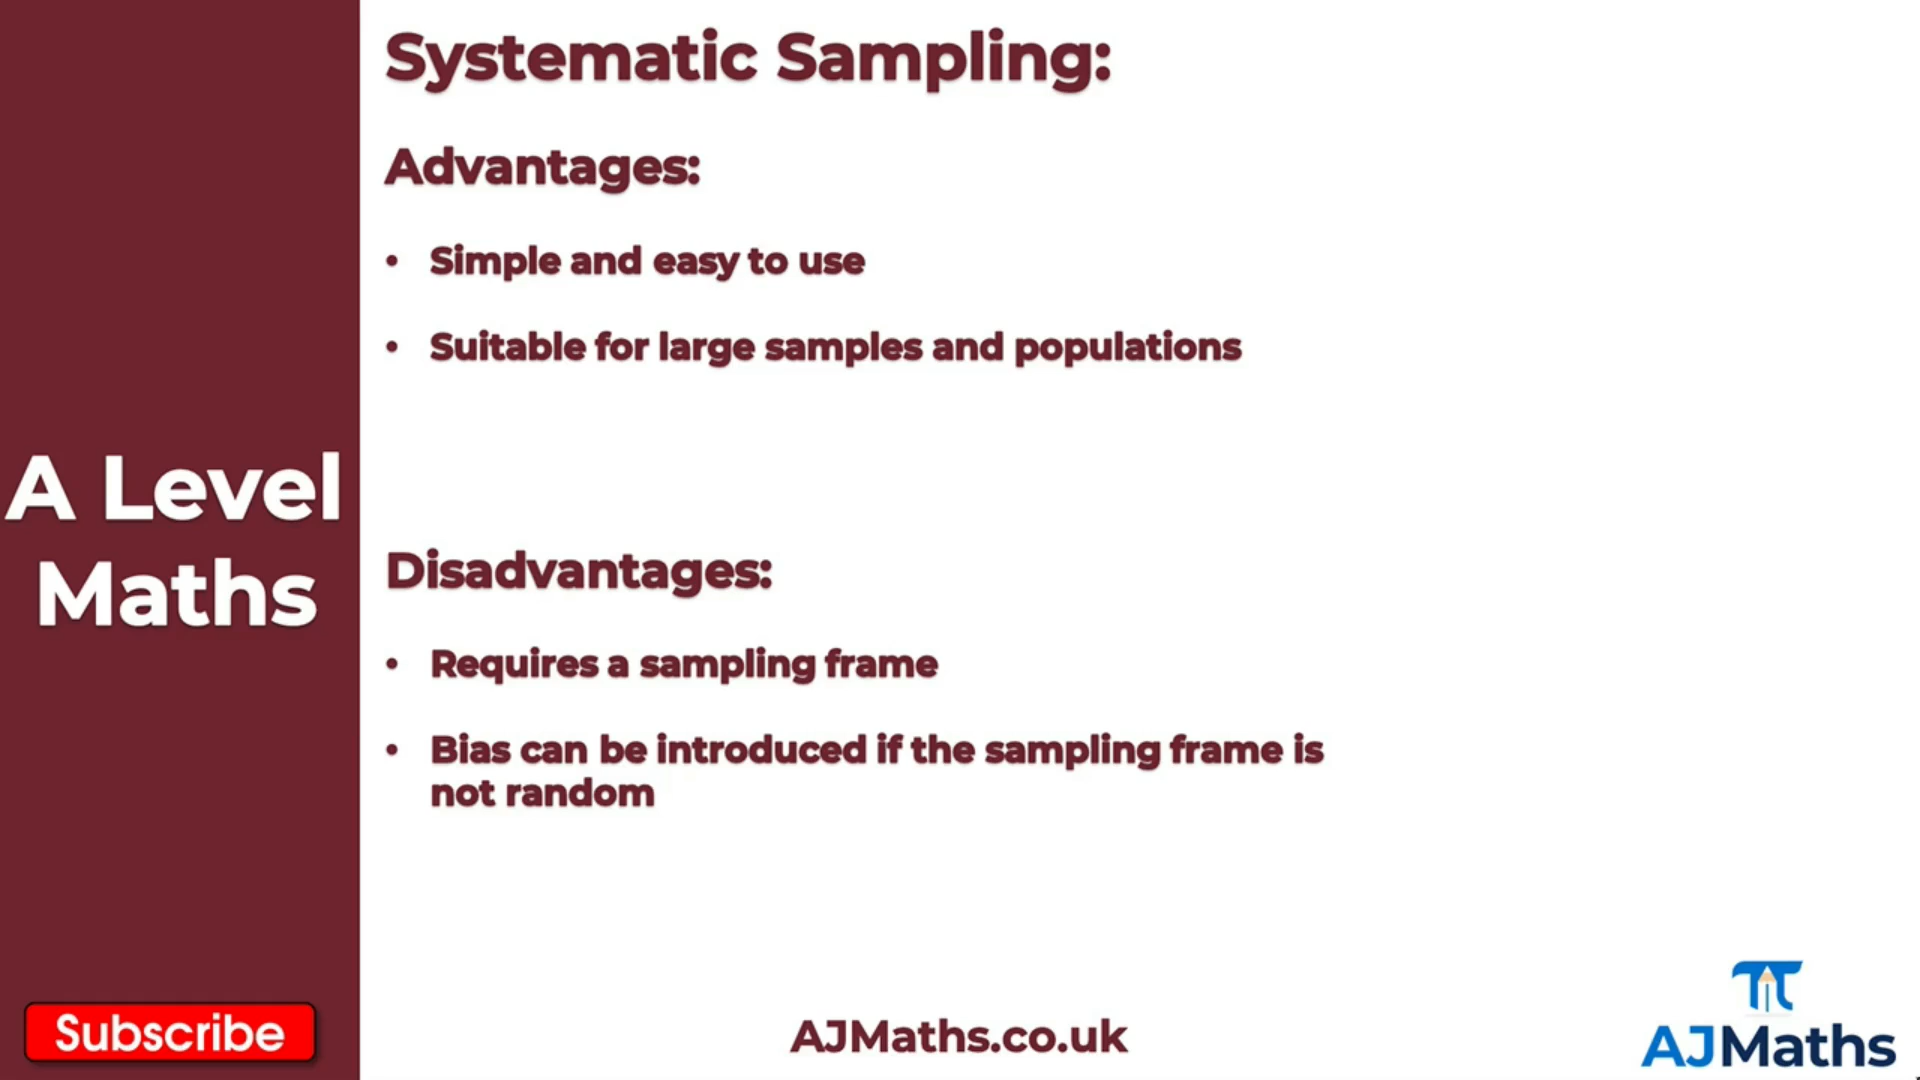 Systematic Sampling:
Advantages:
• Simple and easy to use
• Suitable for large samples and populations
A Level
Maths
Disadvantages:
• Requires a sampling frame
• Bias can be introduced if the sampling frame is
not random
Subscribe
AJMaths.co.uk
AJMaths